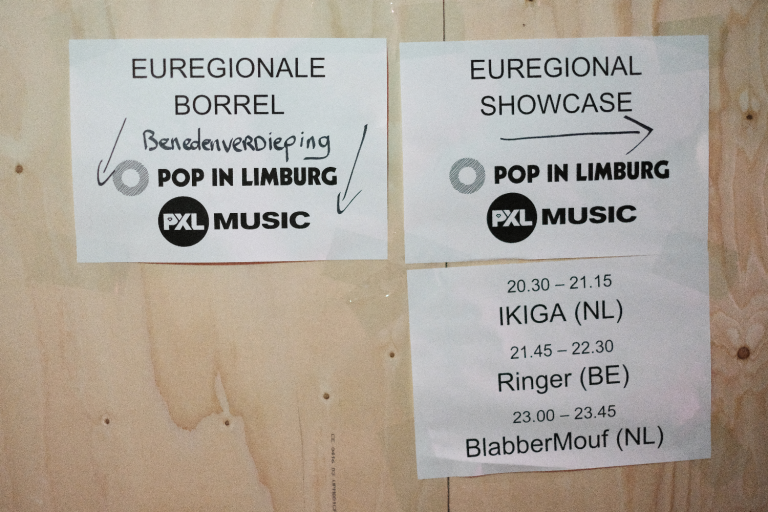 EUREGIONALE
BORREL
Benedenverdieping
POP IN LIMBURG
PXL MUSIC
EUREGIONAL
SHOWCASE
POP IN LIMBURG
PXL MUSIC
20.30 – 21.15
IKIGA (NL)
21.45 – 22.30
Ringer (BE)
23.00 – 23.45
BlabberMouf (NL)